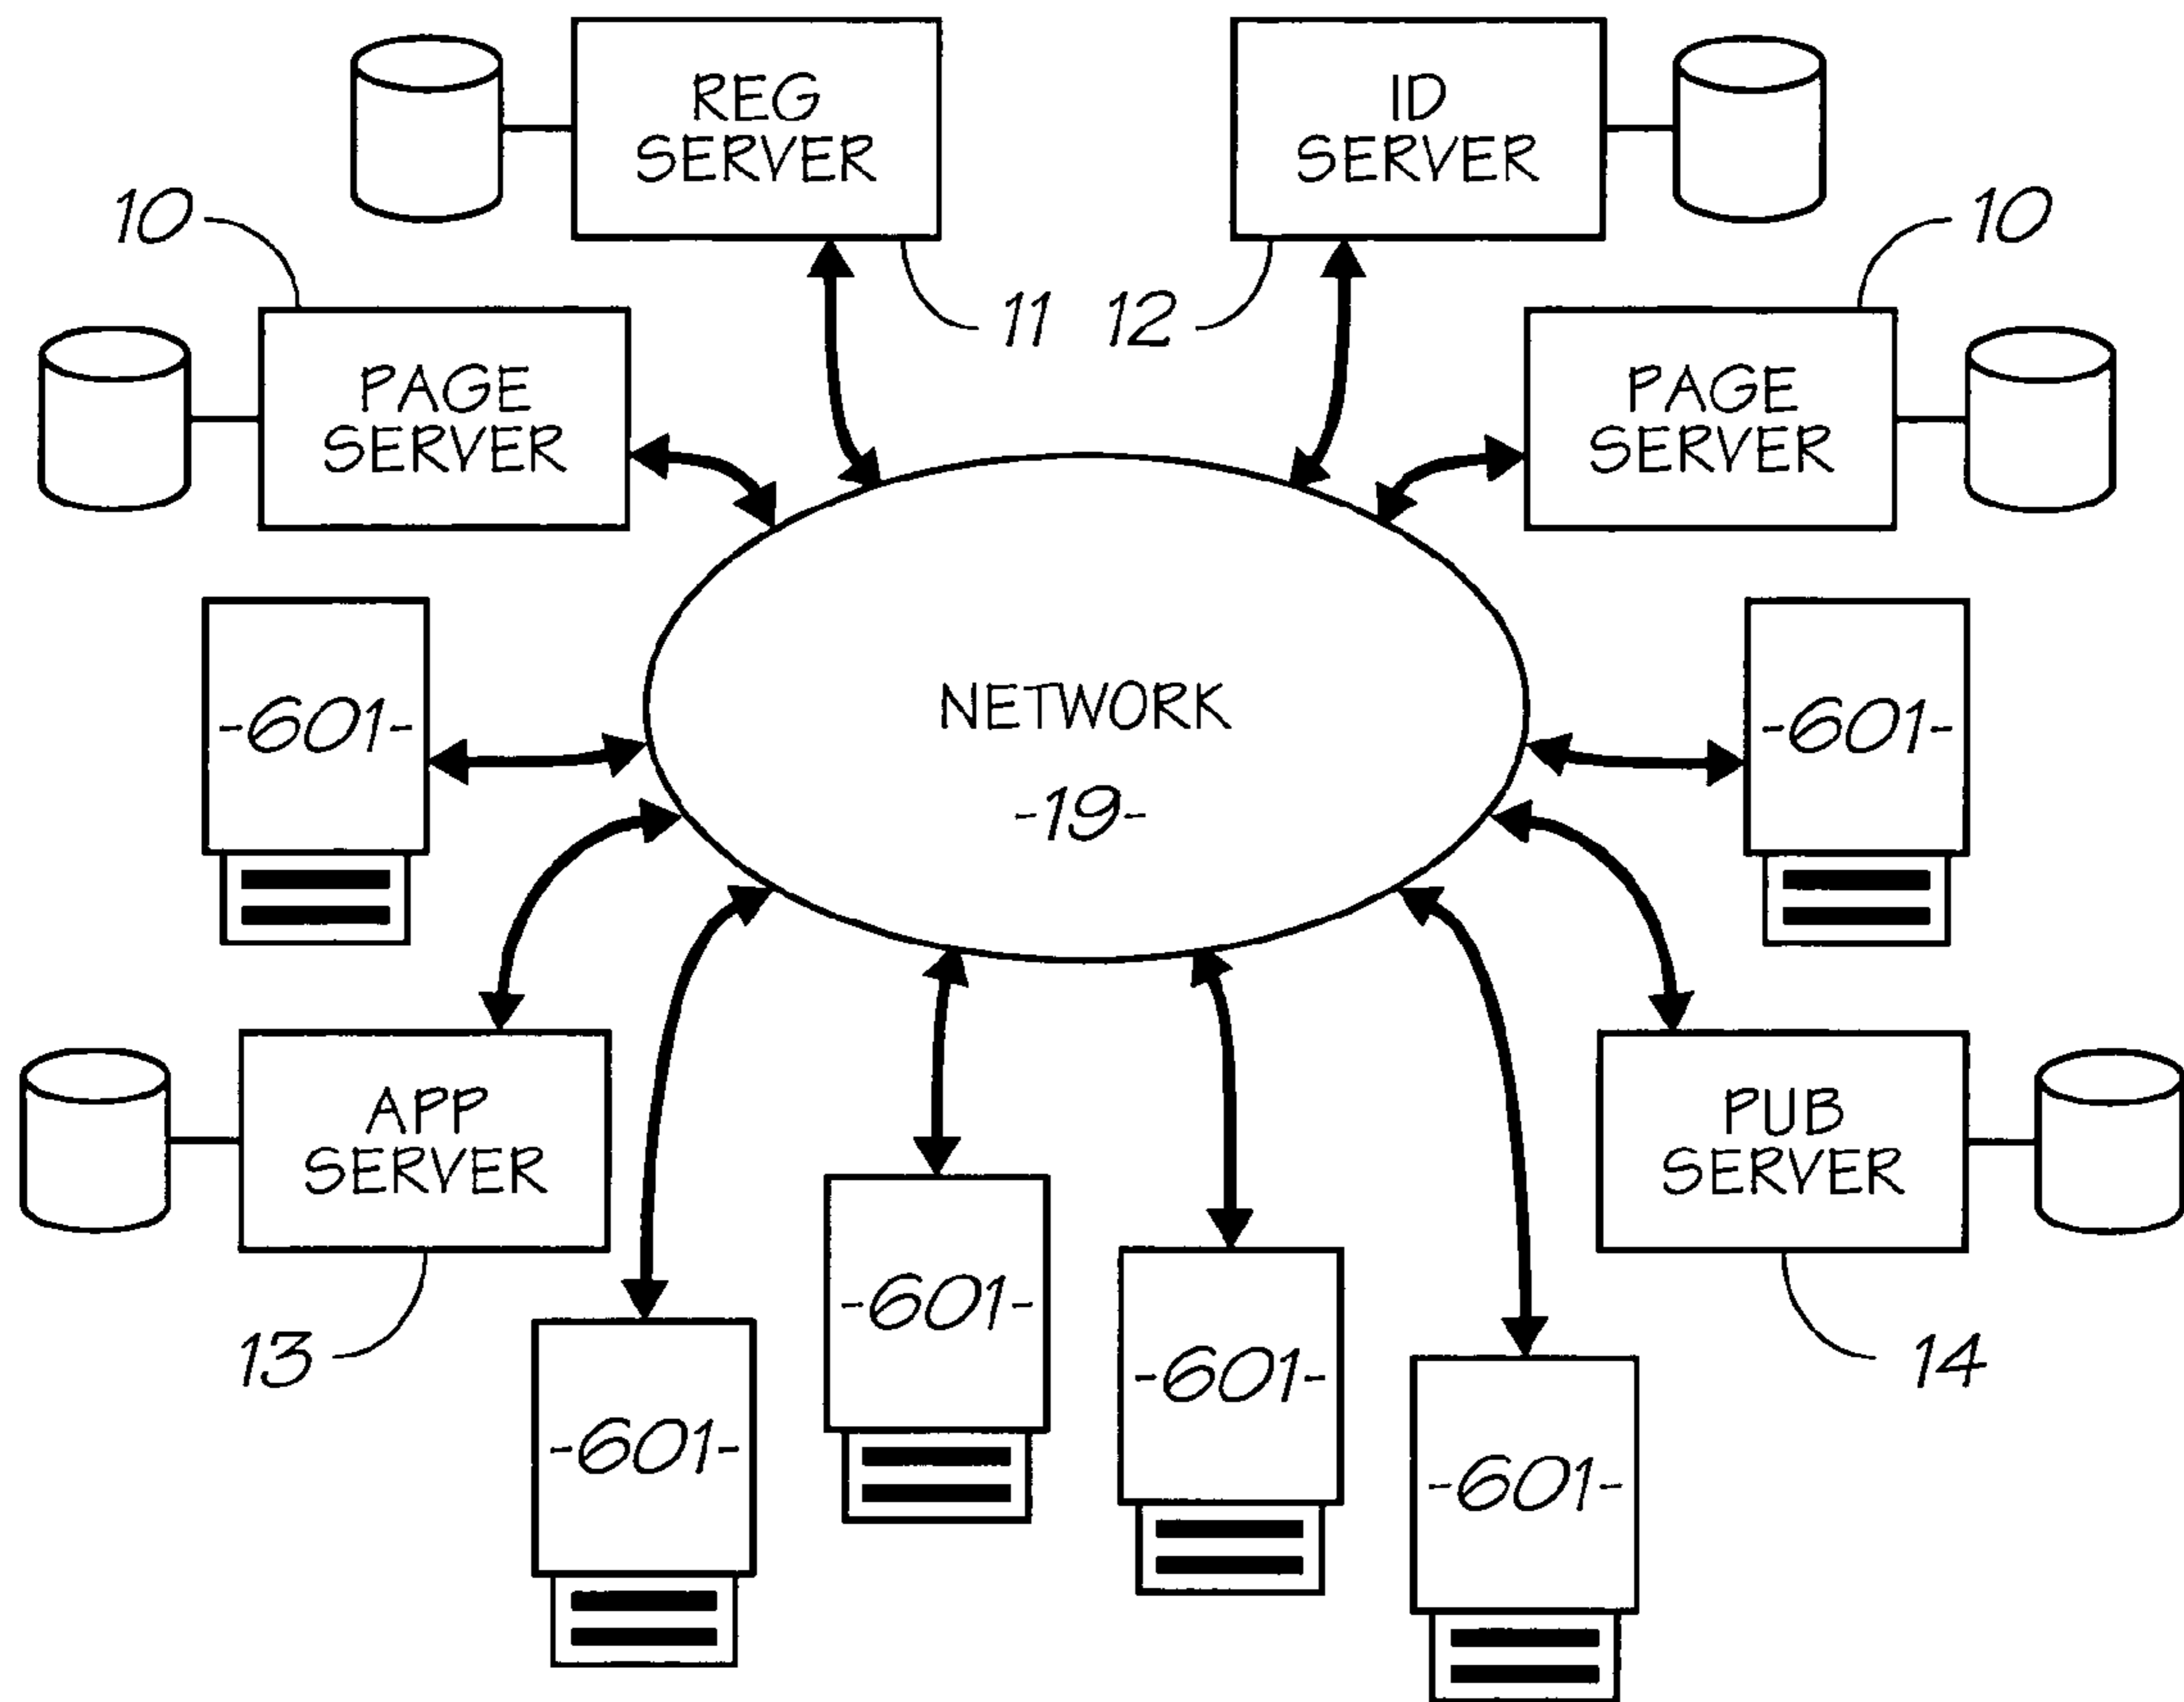 REG
SERVER
ID
SERVER
10
10
11
12
PAGE
SERVER
PAGE
SERVER
-601-
NETWORK
-19-
-601-
APP
SERVER
PUB
SERVER
13
-601-
-601-
-601-
-601-
14